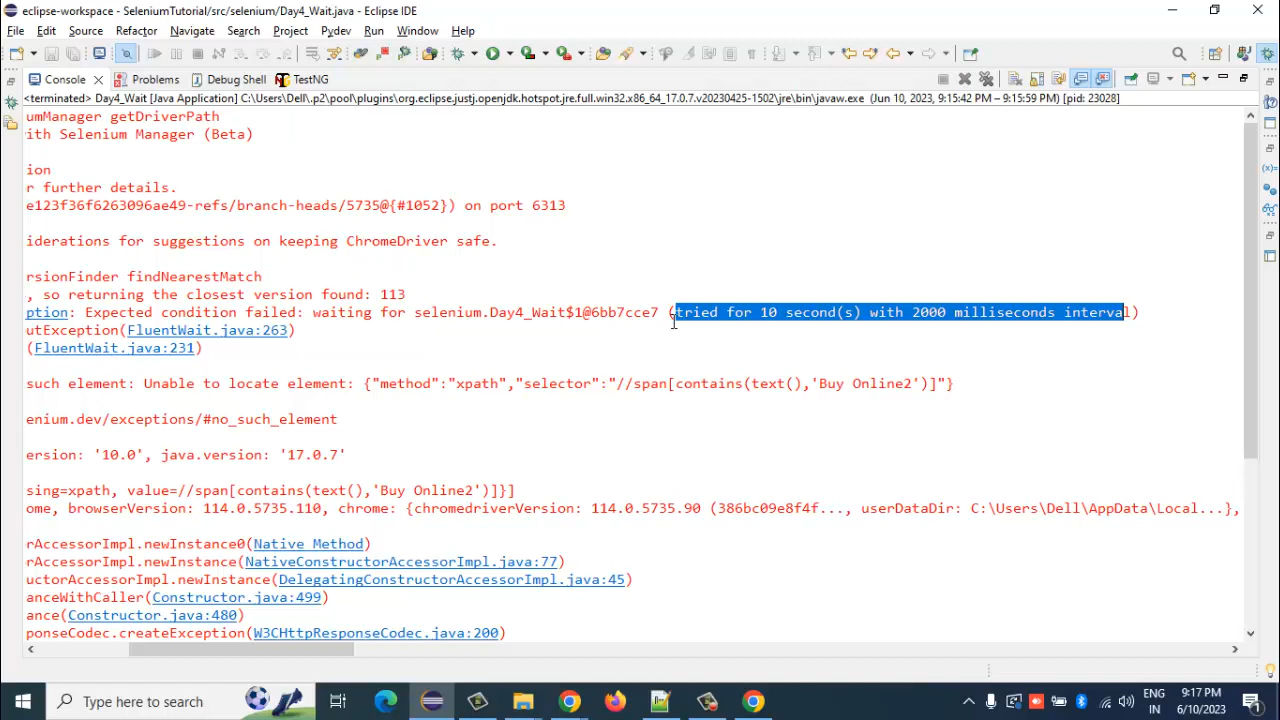 eclipse-workspace - SeleniumTutorial/src/selenium/Day4_Wait.java - Eclipse IDE
File Edit Source Refactor Navigate Search Project Pydev Run Window Help
Console Problems Debug Shell TestNG
<terminated> Day4_Wait [Java Application] C:\Users\Dell\.p2\pool\plugins\org.eclipse.justj.openjdk.hotspot.jre.full.win32.x86_64_17.0.7.v20230425-1502\jre\bin\javaw.exe (Jun 10, 2023, 9:15:42 PM – 9:15:59 PM) [pid: 23028]
umManager getDriverPath
ith Selenium Manager (Beta)
ion
r further details.
e123f36f6263096ae49-refs/branch-heads/5735@{#1052}) on port 6313
iderations for suggestions on keeping ChromeDriver safe.
rsionFinder findNearestMatch
, so returning the closest version found: 113
ption: Expected condition failed: waiting for selenium.Day4_Wait$1@6bb7cce7 (tried for 10 second(s) with 2000 milliseconds interval)
utException(FluentWait.java:263)
(FluentWait.java:231)
such element: Unable to locate element: {"method":"xpath","selector":"//span[contains(text(),'Buy Online2')]"}
enium.dev/exceptions/#no_such_element
ersion: '10.0', java.version: '17.0.7'
sing=xpath, value=//span[contains(text(),'Buy Online2')]}]
ome, browserVersion: 114.0.5735.110, chrome: {chromedriverVersion: 114.0.5735.90 (386bc09e8f4f..., userDataDir: C:\Users\Dell\AppData\Local...},
rAccessorImpl.newInstance0(Native Method)
rAccessorImpl.newInstance(NativeConstructorAccessorImpl.java:77)
uctorAccessorImpl.newInstance(DelegatingConstructorAccessorImpl.java:45)
anceWithCaller(Constructor.java:499)
ance(Constructor.java:480)
ponseCodec.createException(W3CHttpResponseCodec.java:200)
Type here to search
ENG 9:17 PM
IN 6/10/2023